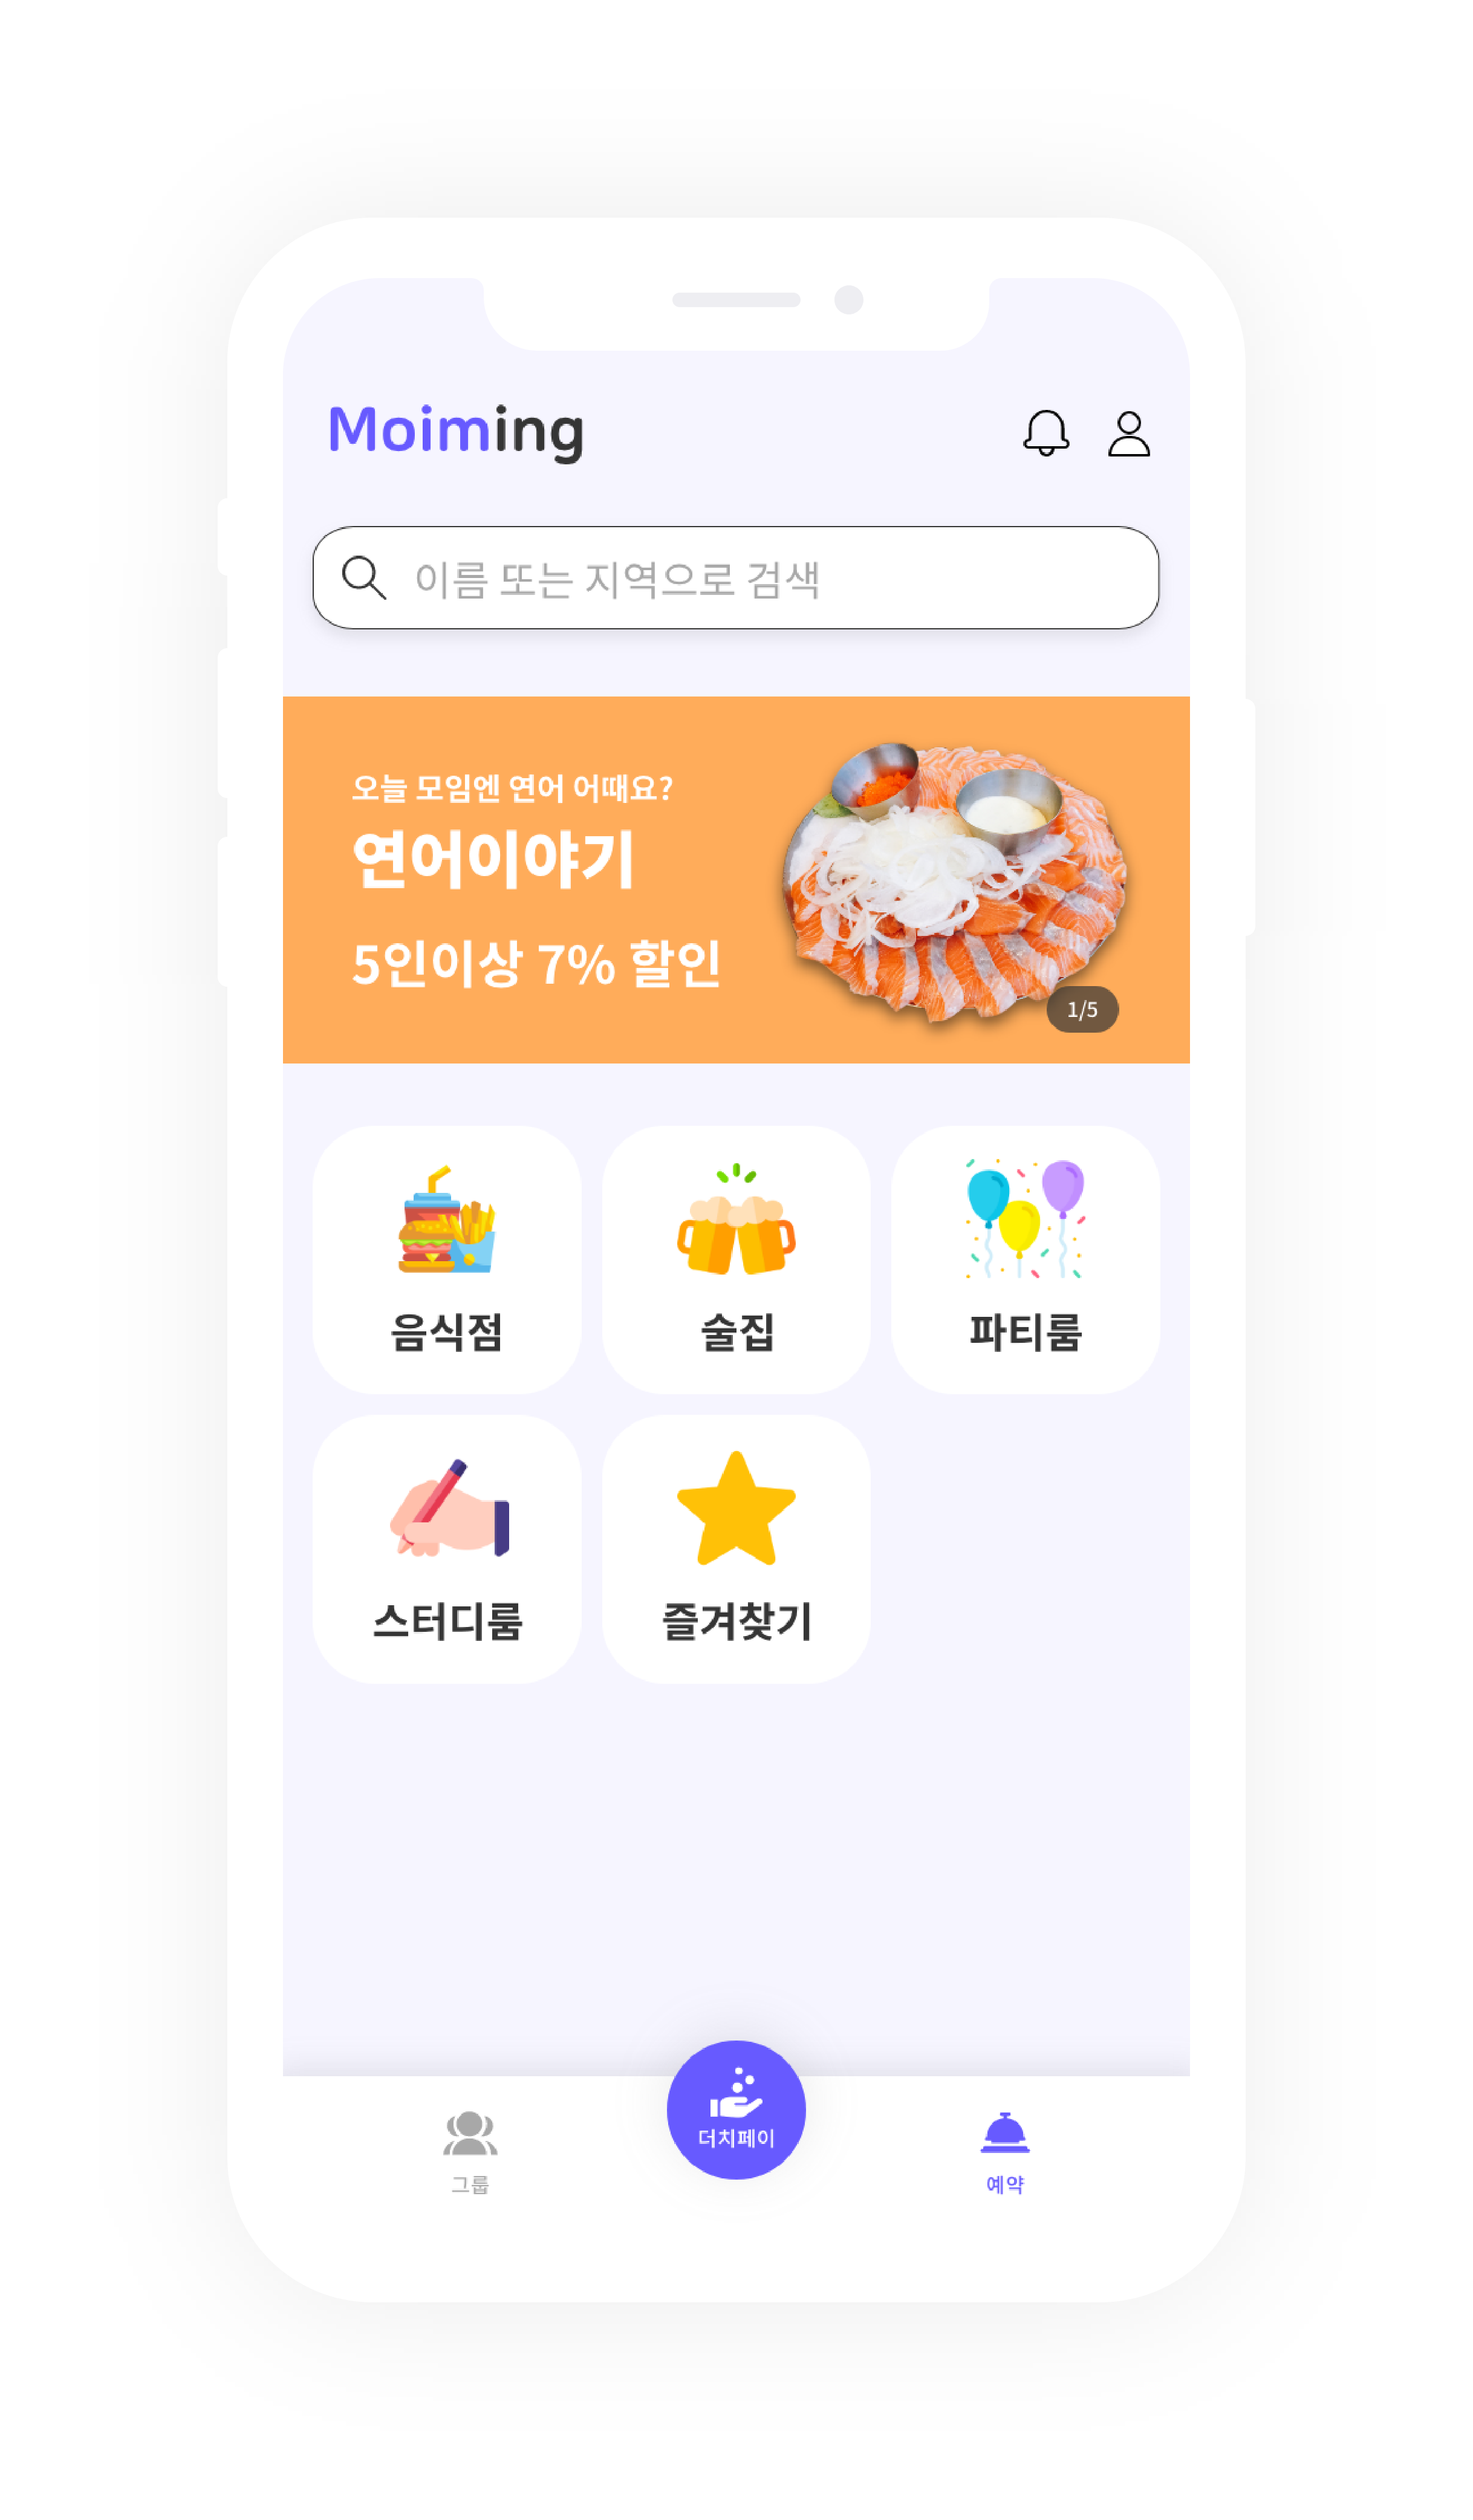 Moiming
이름 또는 지역으로 검색
오늘 모임엔 연어 어때요?
연어이야기
5인이상 7% 할인
1/5
음식점
술집
파티룸
스터디룸
즐겨찾기
그룹
더치페이
예약